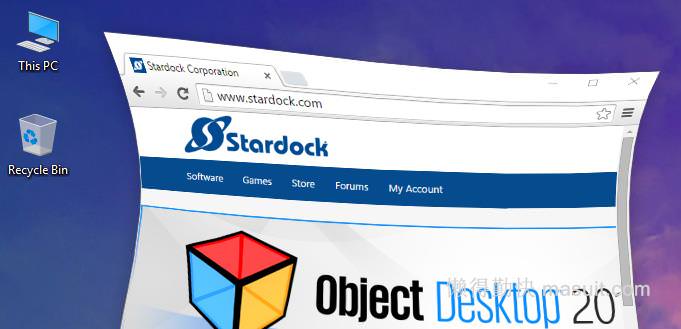 This PC
Recycle Bin
Stardock Corporation
www.stardock.com
Stardock
Software Games Store Forums My Account
Object Desktop 20
懒得勤快 masuit.com